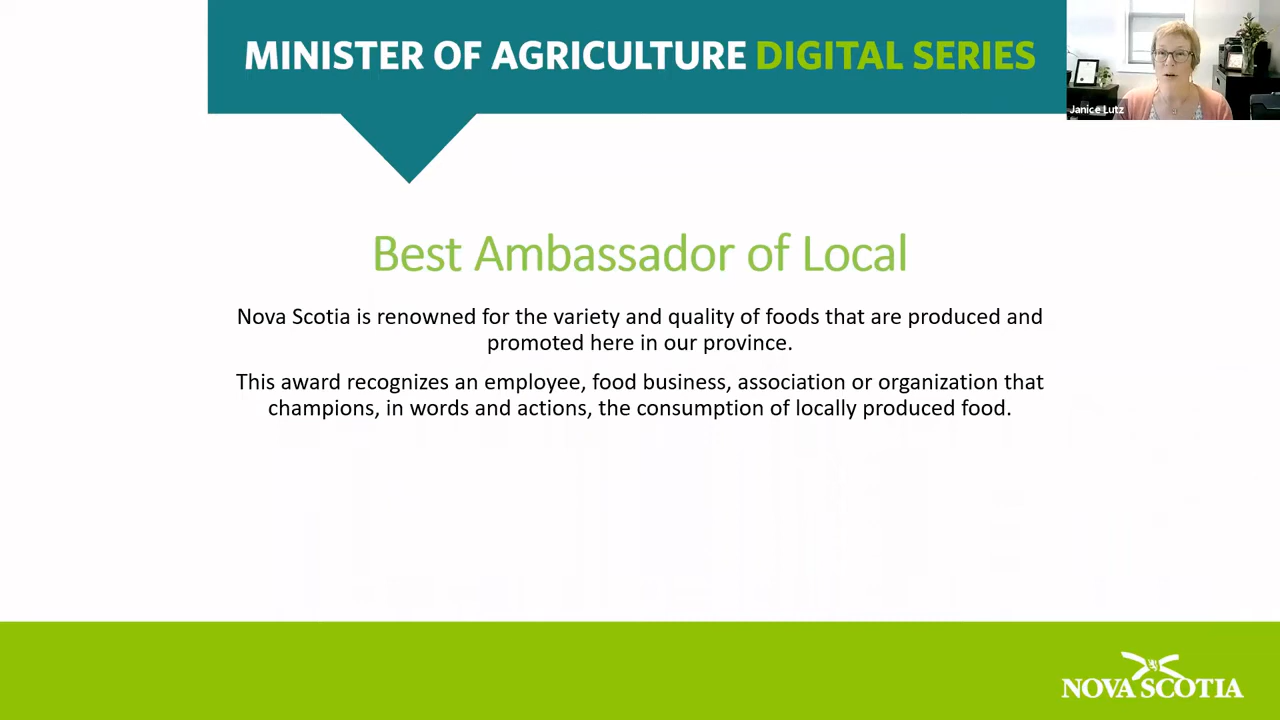 MINISTER OF AGRICULTURE DIGITAL SERIES
Janice Lutz
Best Ambassador of Local
Nova Scotia is renowned for the variety and quality of foods that are produced and
promoted here in our province.
This award recognizes an employee, food business, association or organization that
champions, in words and actions, the consumption of locally produced food.
NOVA SCOTIA